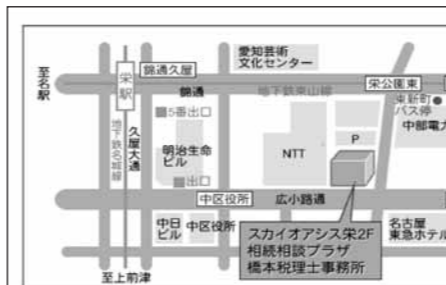 愛知芸術
文化センター
至名駅
栄駅
錦通久屋
錦通
地下鉄東山線
栄公園東
東新町
バス停
中部電力
5番出口
地下鉄名城線
久屋大通
明治生命
ビル
NTT
P
出口
中区役所
広小路通
中日
ビル
中区役所
スカイオアシス栄2F
相続相談プラザ
橋本税理士事務所
名古屋
東急ホテル
至上前津